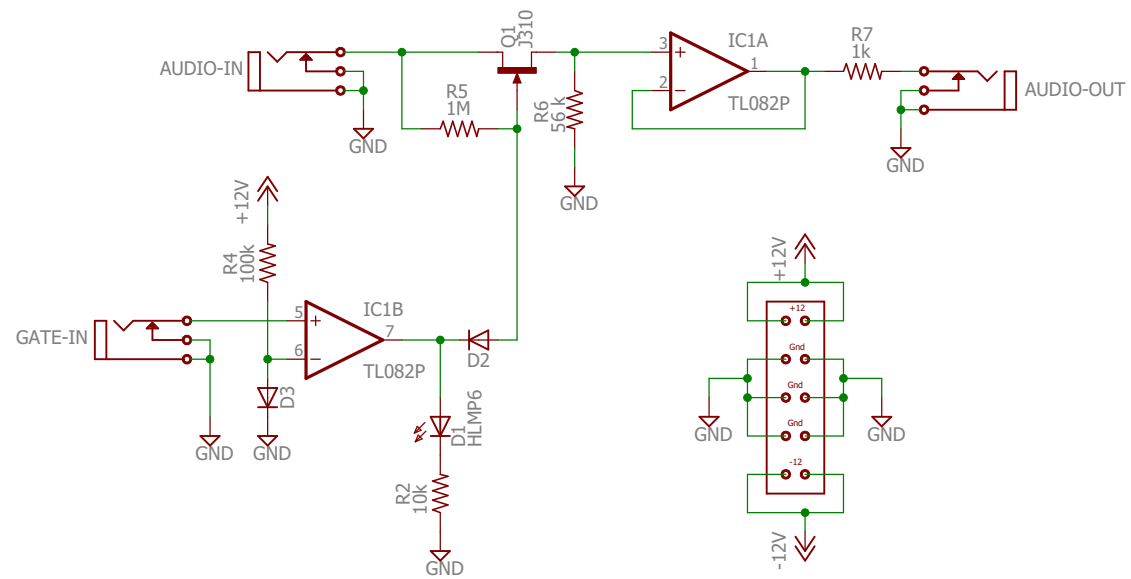 Q1
J310
IC1A
R7
1k
3
1
2
AUDIO-IN
R5
1M
R6
56k
TL082P
AUDIO-OUT
GND
GND
GND
+12V
R4
100k
+12V
GATE-IN
5
IC1B
7
6
TL082P
D2
D3
D1
HLMP6
GND
GND
R2
10k
GND
+12
Gnd
Gnd
Gnd
-12
GND
GND
-12V